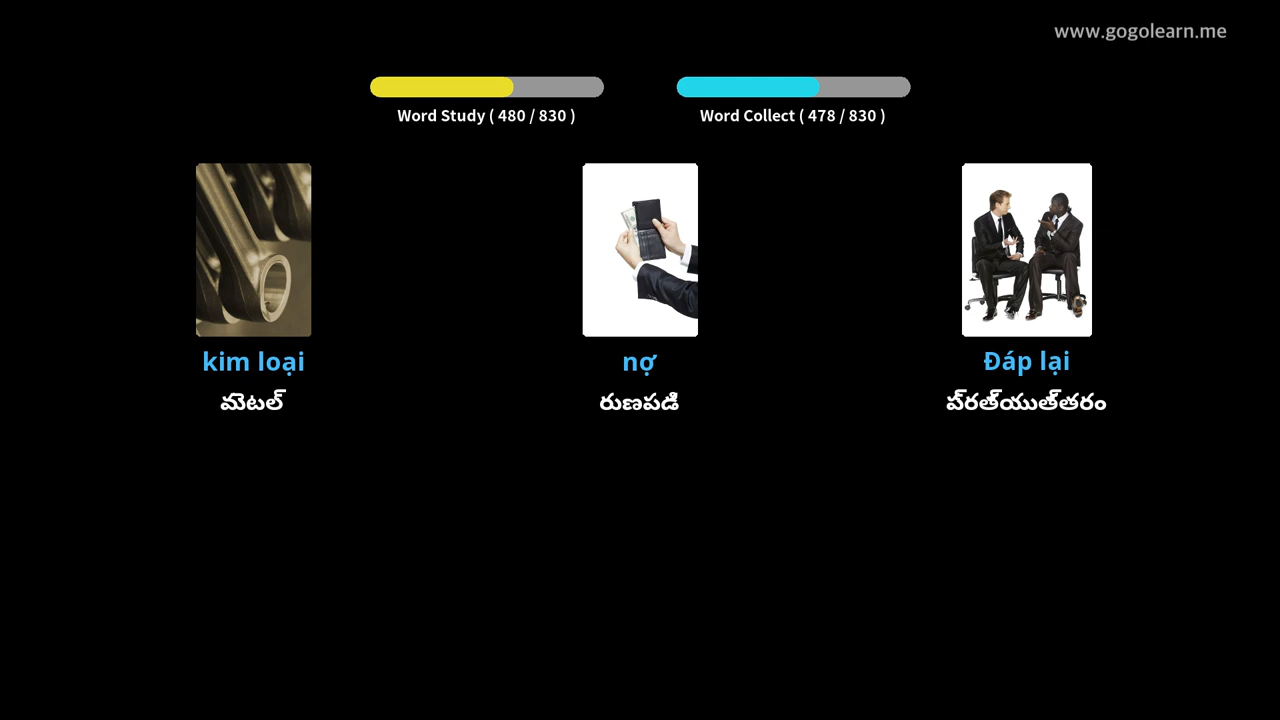 www.gogolearn.me
Word Study ( 480 / 830 )
Word Collect ( 478 / 830 )
kim loại
nợ
Đáp lại
మెటల్
రుణపడి
ప్రత్యుత్తరం